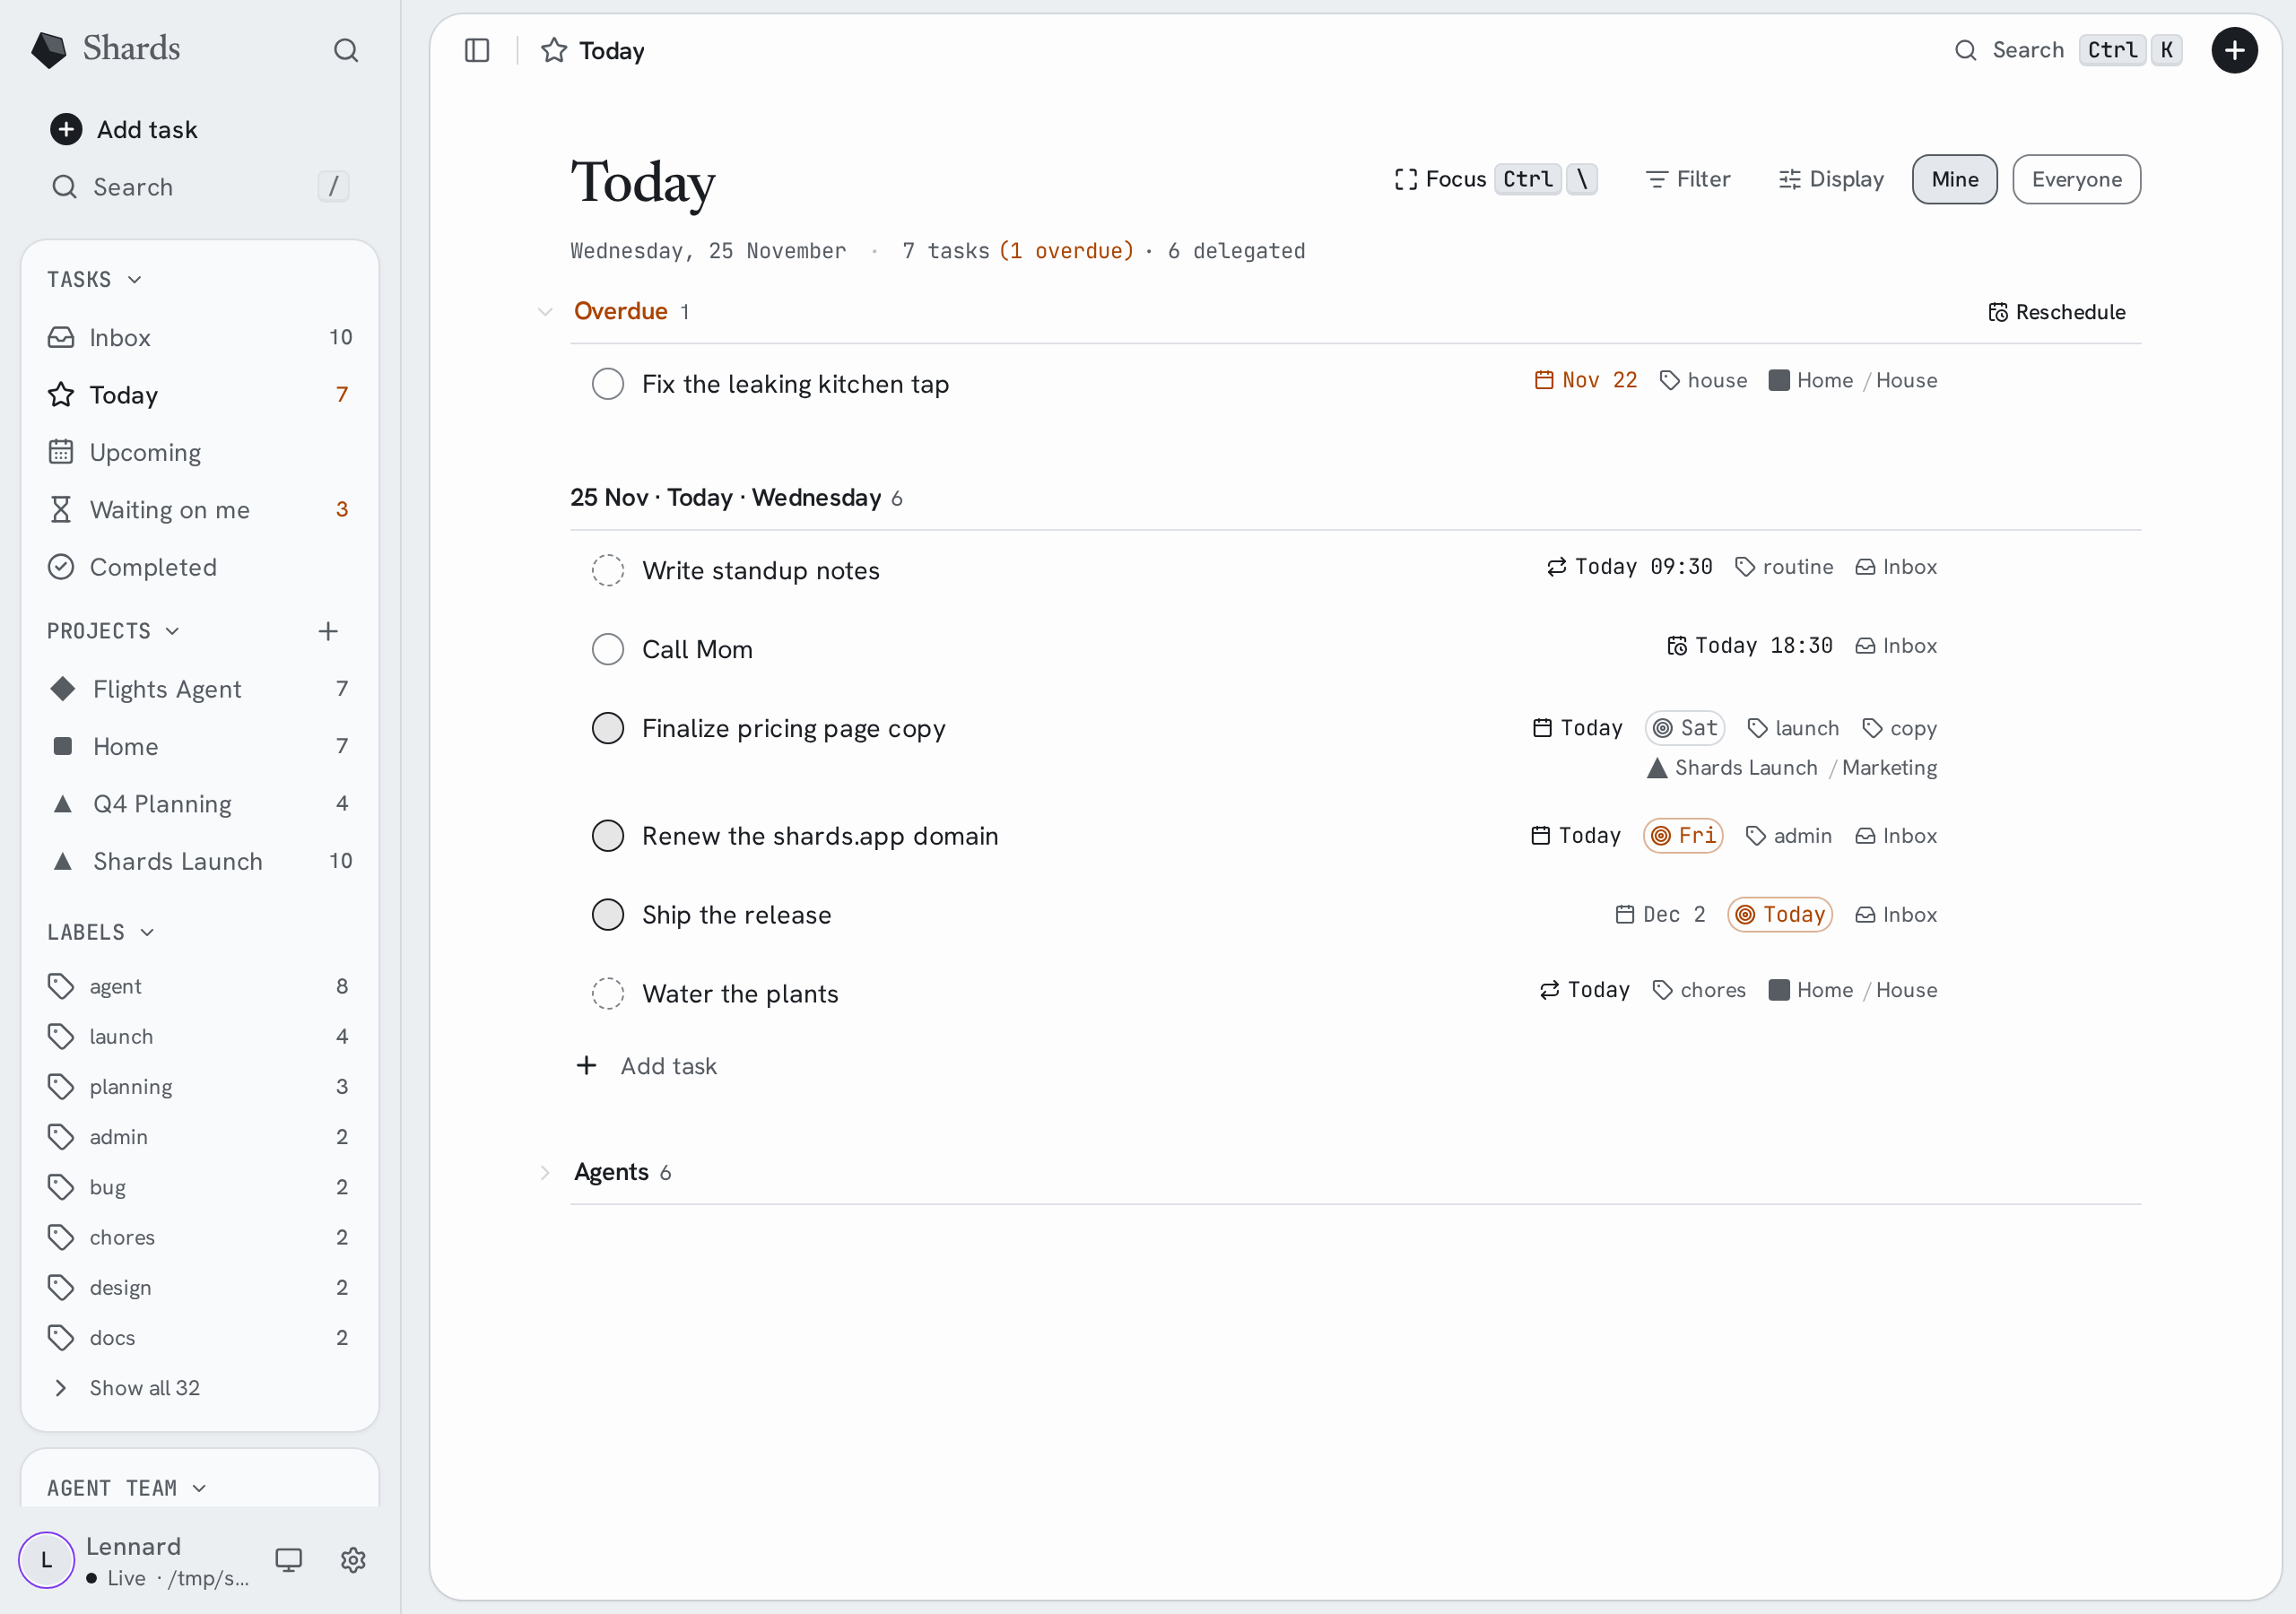 Shards
Add task
Search /
TASKS
Inbox 10
Today 7
Upcoming
Waiting on me 3
Completed
PROJECTS
Flights Agent 7
Home 7
Q4 Planning 4
Shards Launch 10
LABELS
agent 8
launch 4
planning 3
admin 2
bug 2
chores 2
design 2
docs 2
Show all 32
AGENT TEAM
L
Lennard
Live · /tmp/s...
Today
Search Ctrl K
Today
Focus Ctrl \ Filter Display Mine Everyone
Wednesday, 25 November · 7 tasks (1 overdue) · 6 delegated
Overdue 1 Reschedule
Fix the leaking kitchen tap Nov 22 house Home / House
25 Nov · Today · Wednesday 6
Write standup notes Today 09:30 routine Inbox
Call Mom Today 18:30 Inbox
Finalize pricing page copy Today Sat launch copy
Shards Launch / Marketing
Renew the shards.app domain Today Fri admin Inbox
Ship the release Dec 2 Today Inbox
Water the plants Today chores Home / House
Add task
Agents 6